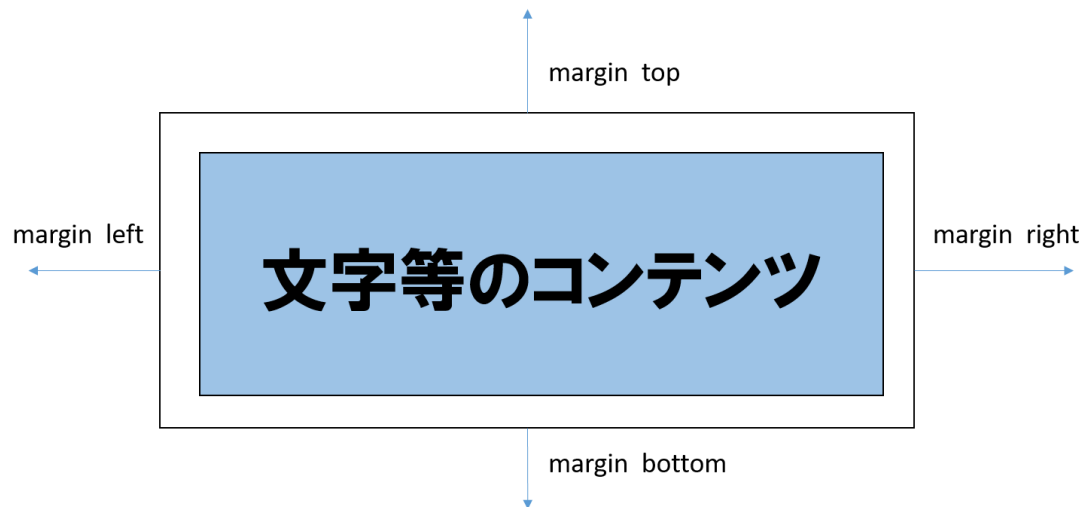 margin top
margin left
margin right
文字等のコンテンツ
margin bottom